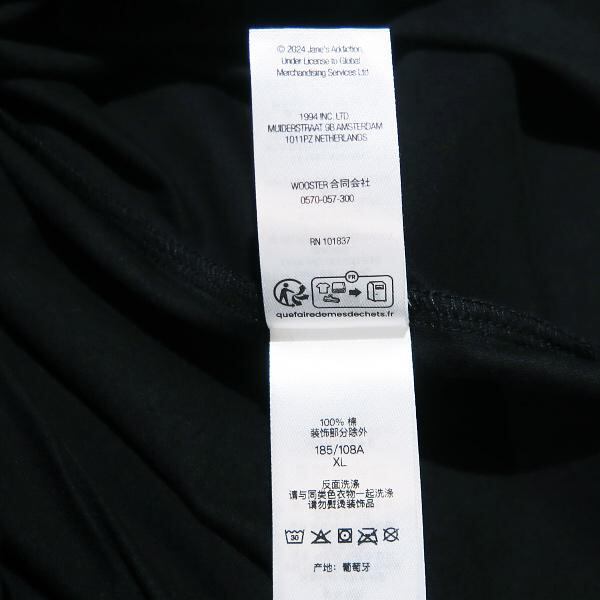 © 2024 Jane's Addiction,
Under License to Global
Merchandising Services Ltd
1994 INC. LTD.
MUIDERSTRAAT 9B AMSTERDAM
1011PZ NETHERLANDS
WOOSTER 合同会社
0570-057-300
RN 101837
FR
quefairedemesdechets.fr
100% 棉
装饰部分除外
185/108A
XL
反面洗涤
请与同类色衣物一起洗涤
请勿熨烫装饰品
30
产地: 葡萄牙